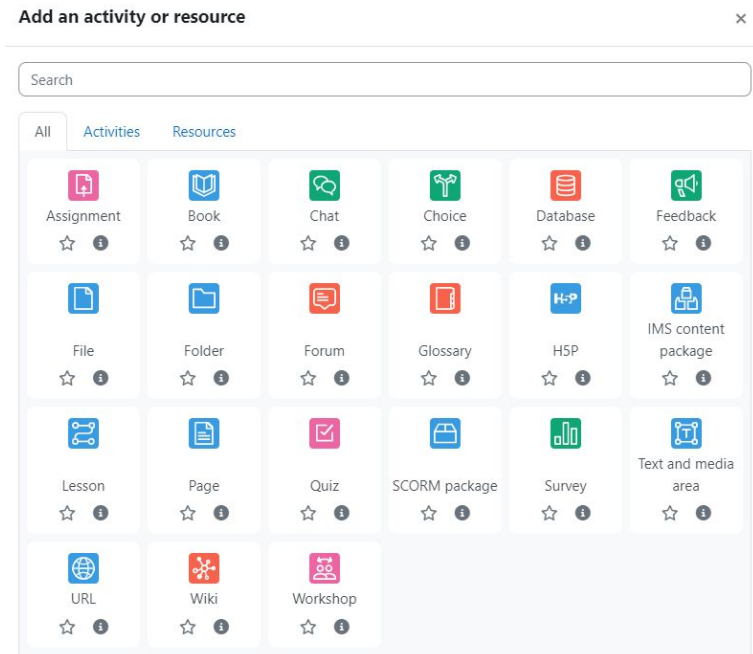 Add an activity or resource
×
Search
All Activities Resources
Assignment Book Chat Choice Database Feedback
H5P
IMS content
File Folder Forum Glossary H5P package
Text and media
Lesson Page Quiz SCORM package Survey area
URL Wiki Workshop